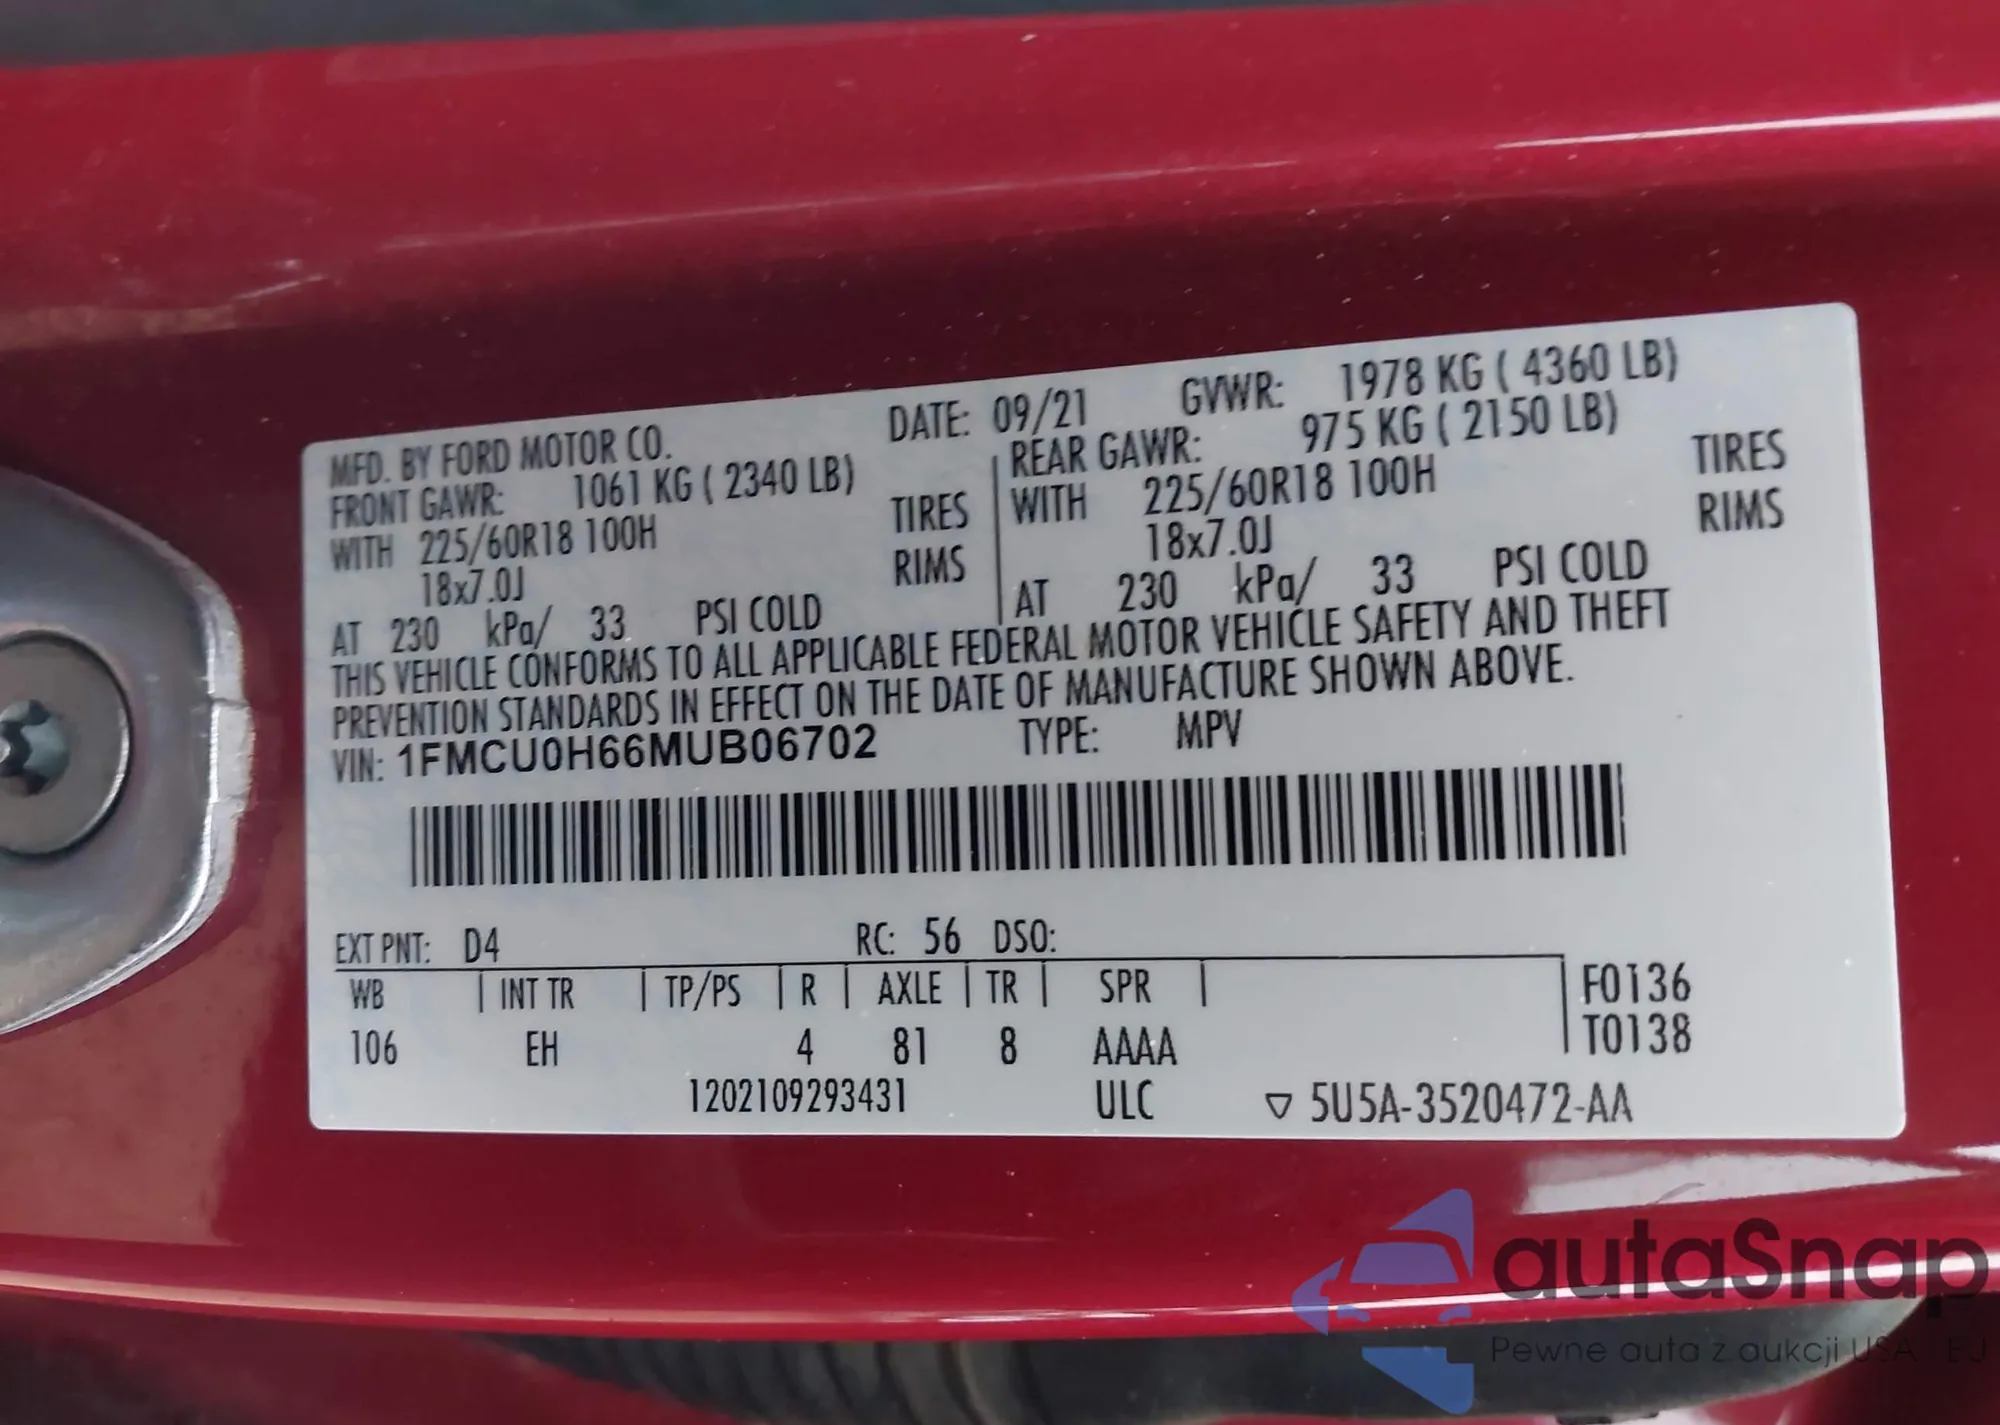 MFD. BY FORD MOTOR CO. DATE: 09/21 GVWR: 1978 KG ( 4360 LB)
FRONT GAWR: 1061 KG ( 2340 LB) REAR GAWR: 975 KG ( 2150 LB)
WITH 225/60R18 100H TIRES WITH 225/60R18 100H TIRES
18x7.0J RIMS 18x7.0J RIMS
AT 230 kPa/ 33 PSI COLD AT 230 kPa/ 33 PSI COLD
THIS VEHICLE CONFORMS TO ALL APPLICABLE FEDERAL MOTOR VEHICLE SAFETY AND THEFT
PREVENTION STANDARDS IN EFFECT ON THE DATE OF MANUFACTURE SHOWN ABOVE.
VIN: 1FMCU0H66MUB06702 TYPE: MPV
EXT PNT: D4 RC: 56 DSO:
WB INT TR TP/PS R AXLE TR SPR F0136
106 EH 4 81 8 AAAA T0138
1202109293431 ULC ▽ 5U5A-3520472-AA
autaSnap
Pewne auta z aukcji USA i EU